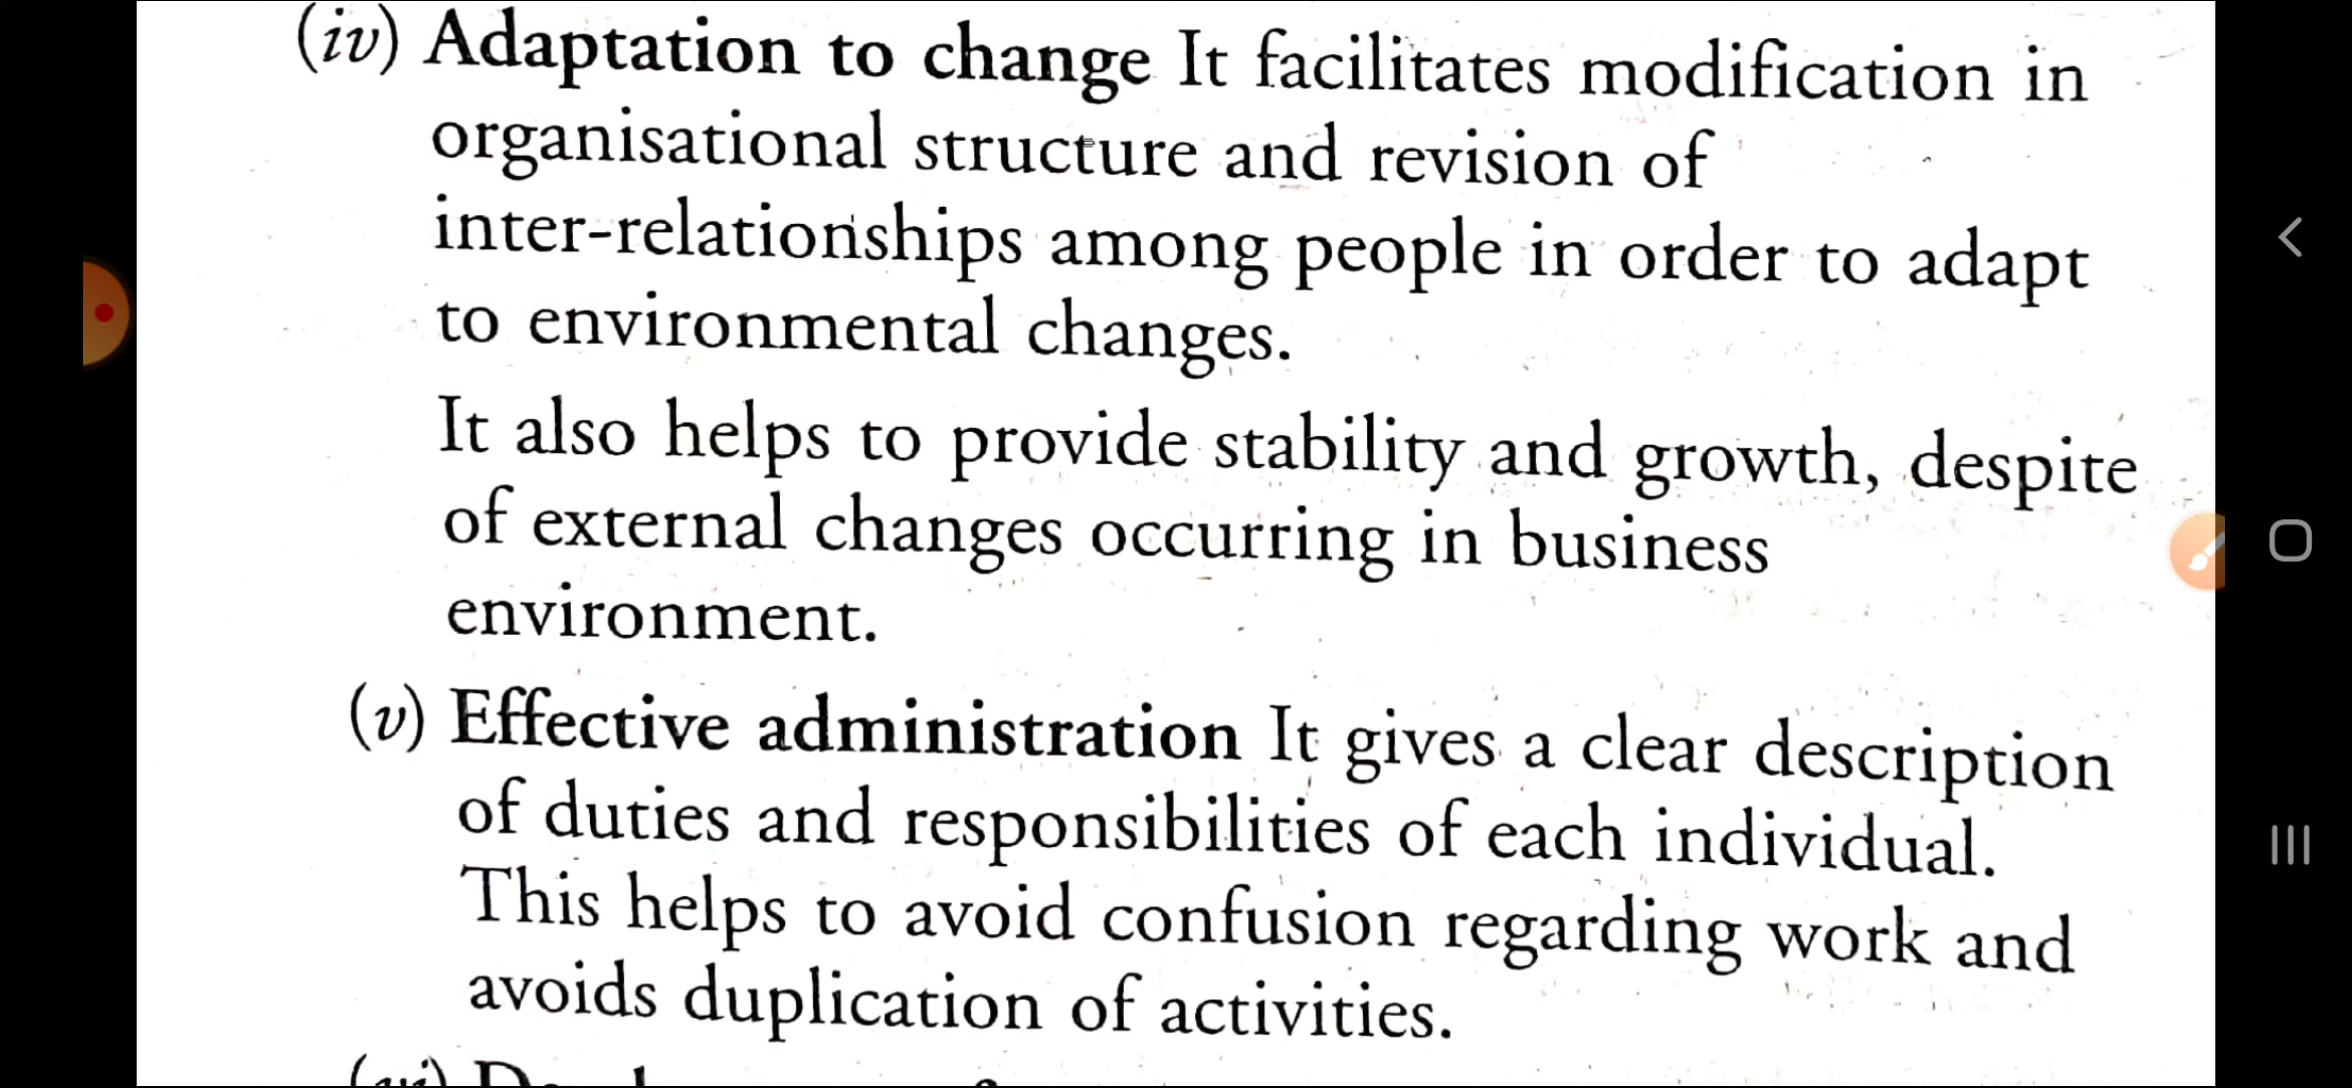 (iv) Adaptation to change It facilitates modification in
organisational structure and revision of
inter-relationships among people in order to adapt
to environmental changes.
It also helps to provide stability and growth, despite
of external changes occurring in business
environment.
(v) Effective administration It gives a clear description
of duties and responsibilities of each individual.
This helps to avoid confusion regarding work and
avoids duplication of activities.